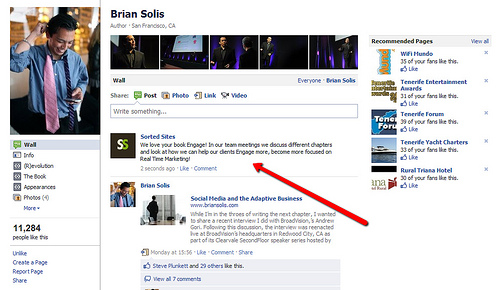 Brian Solis
Author · San Francisco, CA
Wall
Everyone · Brian Solis
Share: Post · Photo · Link · Video
Write something...
Sorted Sites
We love your book Engage! In our team meetings we discuss different chapters
and look at how we can help our clients Engage more, become more focused on
Real Time Marketing!
2 seconds ago · Like · Comment
Brian Solis
Social Media and the Adaptive Business
www.briansolis.com
While I'm in the throes of writing the next chapter, I wanted
to share a recent interview I did with BroadVision's, Andrew
Gori. Following this discussion, the interview was reenacted
live at BroadVision's headquarters in Redwood City, CA as
part of its Clearvale SecondFloor speaker series hosted by
Monday at 15:56 · Like · Comment · Share
Steve Plunkett and 29 others like this.
View all 7 comments
Wall
Info
(R)evolution
The Book
Appearances
Photos (4)
More
11,284
people like this
Unlike
Create a Page
Report Page
Share
Recommended Pages
View all
WiFi Mundo
35 of your fans like this.
Like
Tenerife Entertainment
Awards
31 of your fans like this.
Like
Tenerife Forum
39 of your fans like this.
Like
Tenerife Yacht Charters
33 of your fans like this.
Like
Rural Triana Hotel
30 of your fans like this.
Like